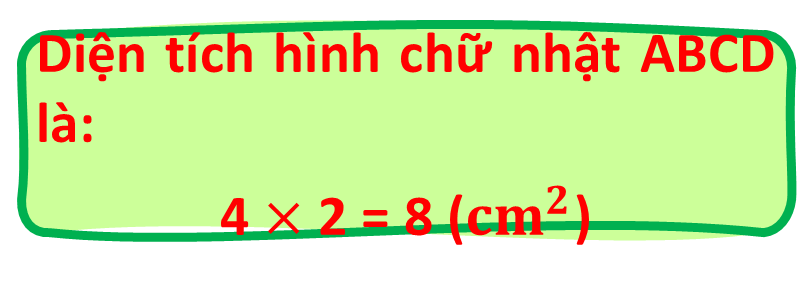 Diện tích hình chữ nhật ABCD
là:
4 × 2 = 8 (cm²)